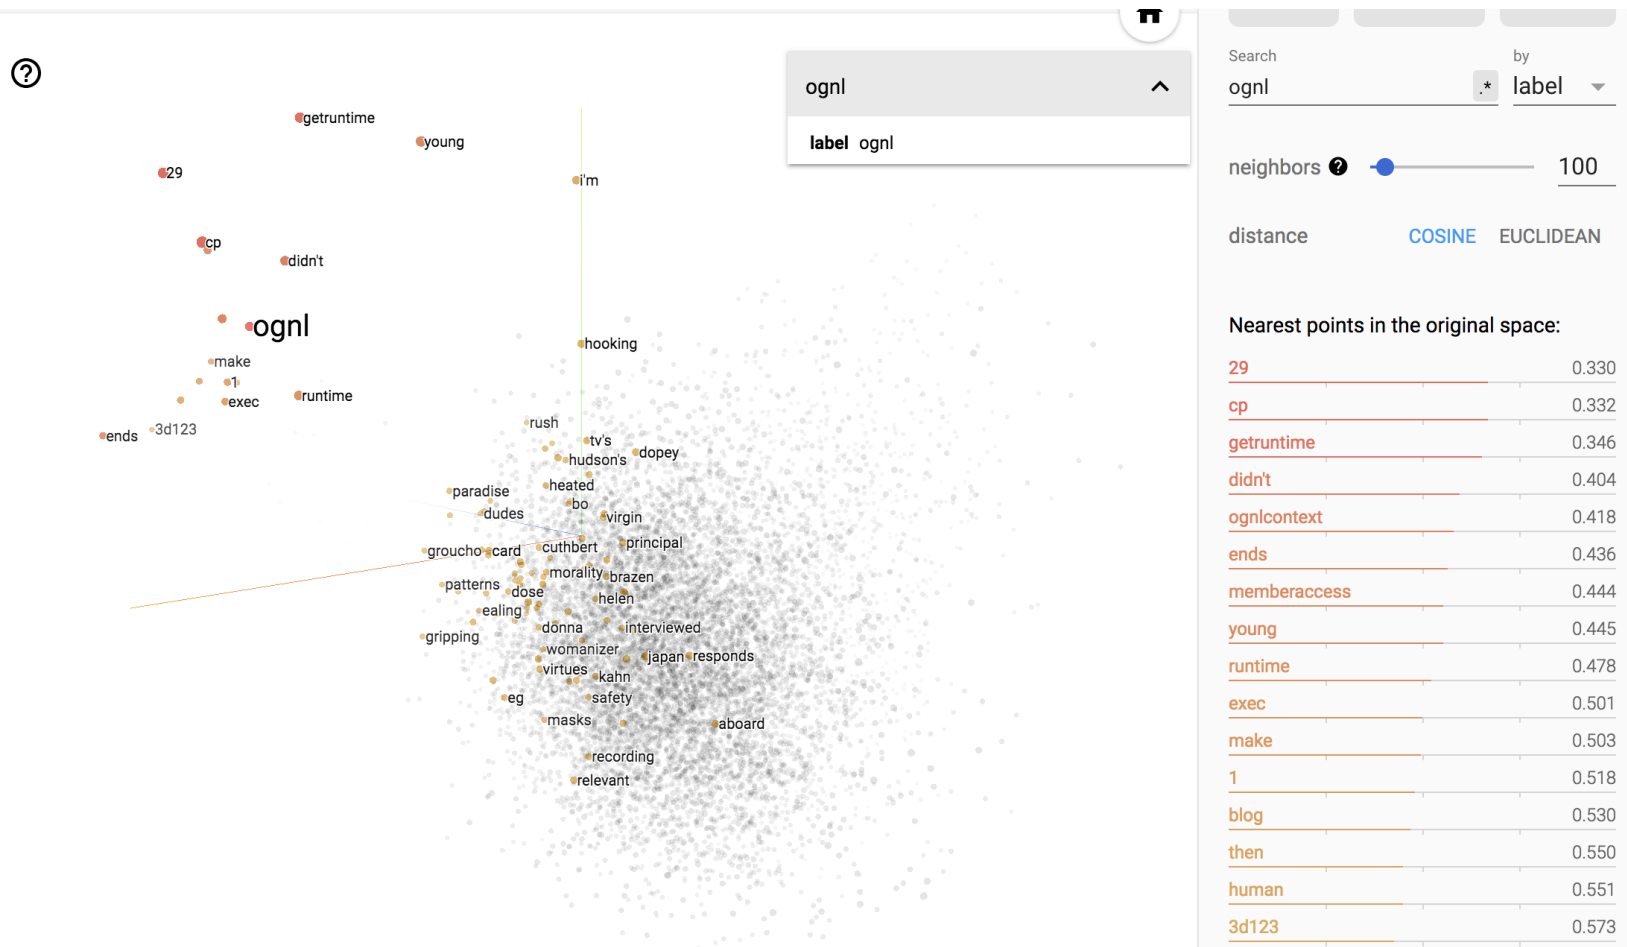 getruntime
young
29
i'm
cp
didn't
ognl
make
1
exec
runtime
ends
3d123
hooking
rush
tv's
hudson's
dopey
heated
paradise
bo
dudes
virgin
principal
groucho
card
cuthbert
morality
brazen
patterns
dose
helen
ealing
donna
interviewed
gripping
womanizer
japan
responds
virtues
kahn
eg
safety
masks
aboard
recording
relevant
ognl
label ognl
Search
by
ognl
.*
label
neighbors
100
distance
COSINE
EUCLIDEAN
Nearest points in the original space:
29 0.330
cp 0.332
getruntime 0.346
didn't 0.404
ognlcontext 0.418
ends 0.436
memberaccess 0.444
young 0.445
runtime 0.478
exec 0.501
make 0.503
1 0.518
blog 0.530
then 0.550
human 0.551
3d123 0.573